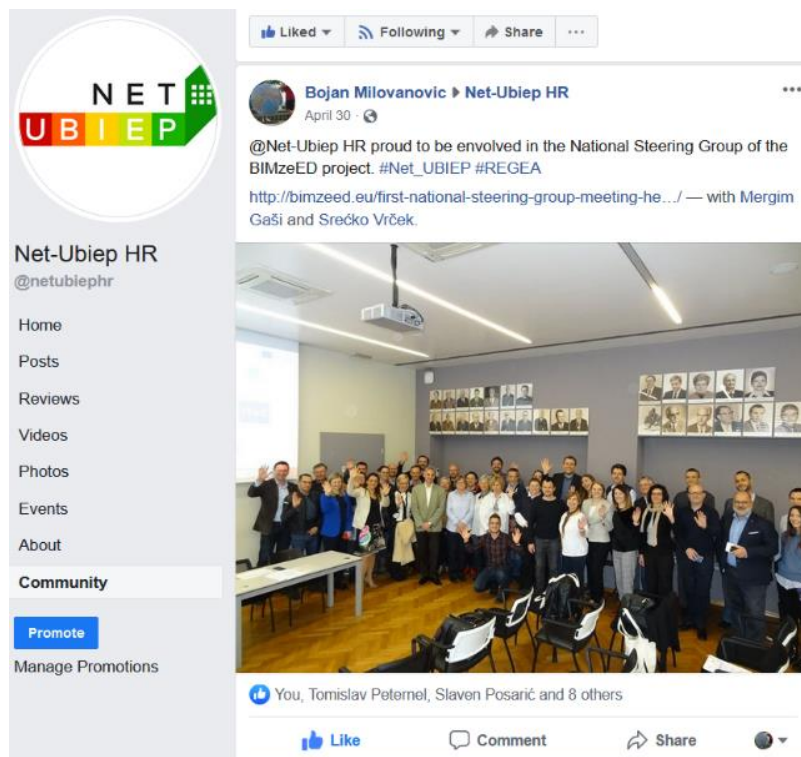 NET
UBIEP
Net-Ubiep HR
@netubiephr
Home
Posts
Reviews
Videos
Photos
Events
About
Community
Promote
Manage Promotions
Liked
Following
Share
Bojan Milovanovic ▸ Net-Ubiep HR
April 30 ·
@Net-Ubiep HR proud to be envolved in the National Steering Group of the
BIMzeED project. #Net_UBIEP #REGEA
http://bimzeed.eu/first-national-steering-group-meeting-he…/ — with Mergim
Gaši and Srećko Vrček.
You, Tomislav Peternel, Slaven Posarić and 8 others
Like
Comment
Share